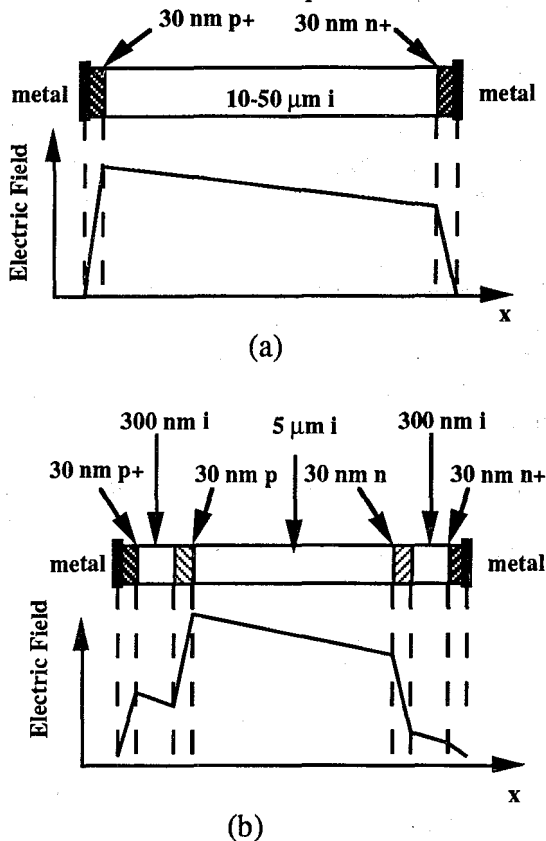 30 nm p+ 30 nm n+
metal 10-50 µm i metal
Electric Field
x
(a)
300 nm i 5 µm i 300 nm i
30 nm p+ 30 nm p 30 nm n 30 nm n+
metal metal
Electric Field
x
(b)